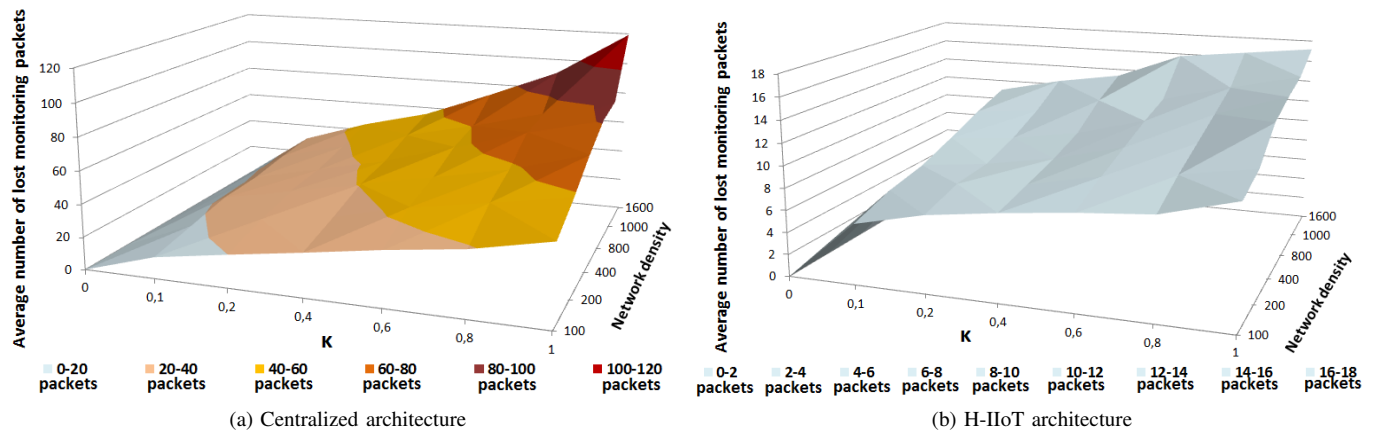 Average number of lost monitoring packets
120
100
80
60
40
20
0
0
0,1
0,2
0,4
0,6
0,8
1
K
1600
1000
800
400
200
100
Network density
0-20 packets
20-40 packets
40-60 packets
60-80 packets
80-100 packets
100-120 packets
(a) Centralized architecture
Average number of lost monitoring packets
18
16
14
12
10
8
6
4
2
0
0
0,1
0,2
0,4
0,6
0,8
1
K
1600
1000
800
400
200
100
Network density
0-2 packets
2-4 packets
4-6 packets
6-8 packets
8-10 packets
10-12 packets
12-14 packets
14-16 packets
16-18 packets
(b) H-IIoT architecture